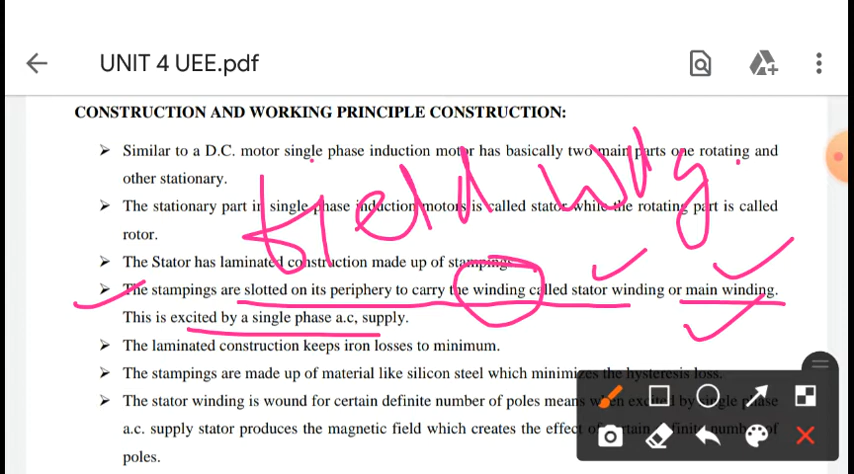 UNIT 4 UEE.pdf
CONSTRUCTION AND WORKING PRINCIPLE CONSTRUCTION:
➤ Similar to a D.C. motor single phase induction motor has basically two main parts one rotating and
other stationary.
➤ The stationary part in single phase induction motors is called stator while the rotating part is called
rotor.
➤ The Stator has laminated construction made up of stampings.
➤ The stampings are slotted on its periphery to carry the winding called stator winding or main winding.
This is excited by a single phase a.c, supply.
➤ The laminated construction keeps iron losses to minimum.
➤ The stampings are made up of material like silicon steel which minimizes the hysteresis loss.
➤ The stator winding is wound for certain definite number of poles means when excited by single phase
a.c. supply stator produces the magnetic field which creates the effect of certain definite number of
poles.
field wdg